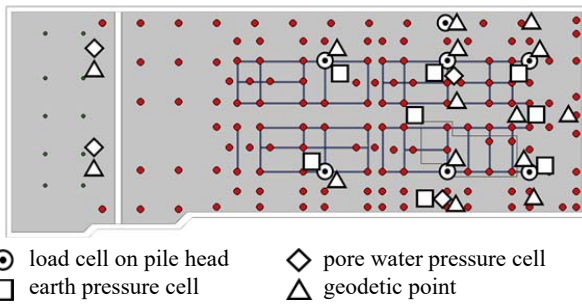 load cell on pile head
pore water pressure cell
earth pressure cell
geodetic point